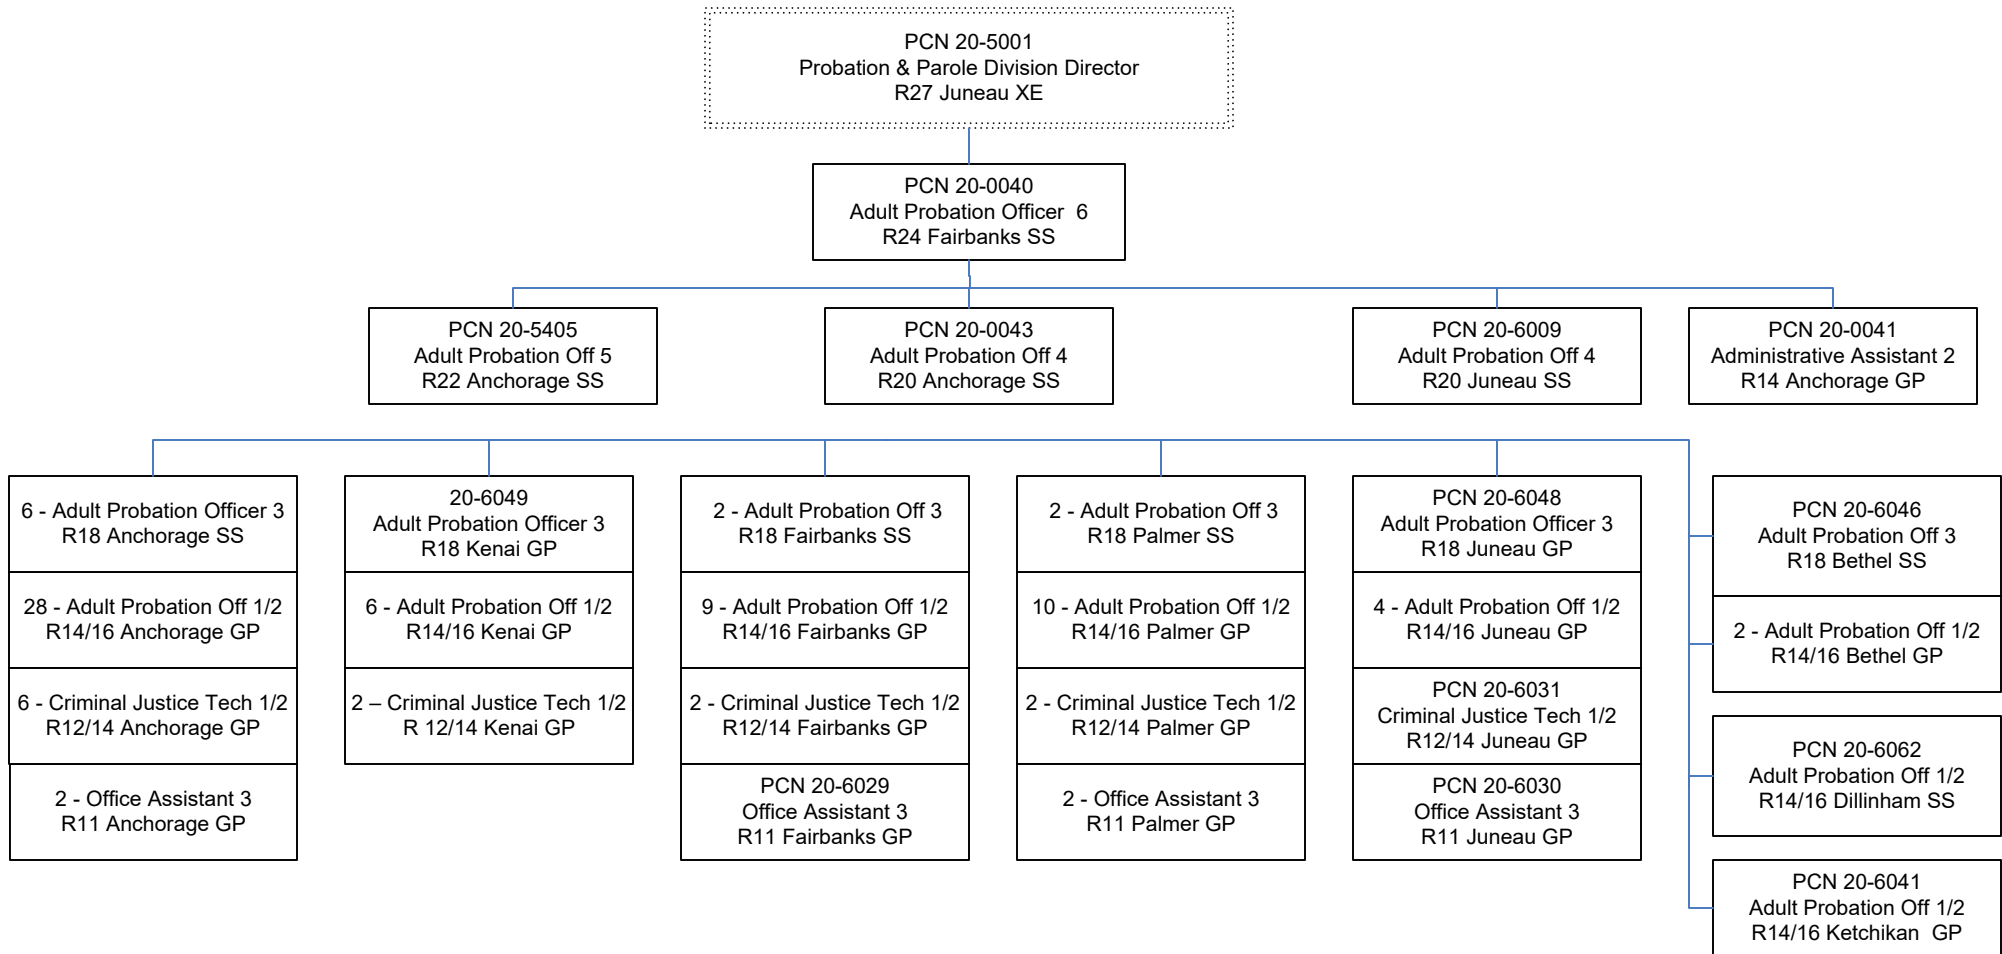 PCN 20-5001
Probation & Parole Division Director
R27 Juneau XE
PCN 20-0040
Adult Probation Officer  6
R24 Fairbanks SS
PCN 20-5405
Adult Probation Off 5
R22 Anchorage SS
PCN 20-0043
Adult Probation Off 4
R20 Anchorage SS
PCN 20-6009
Adult Probation Off 4
R20 Juneau SS
PCN 20-0041
Administrative Assistant 2
R14 Anchorage GP
6 - Adult Probation Officer 3
R18 Anchorage SS
28 - Adult Probation Off 1/2
R14/16 Anchorage GP
6 - Criminal Justice Tech 1/2
R12/14 Anchorage GP
2 - Office Assistant 3
R11 Anchorage GP
20-6049
Adult Probation Officer 3
R18 Kenai GP
6 - Adult Probation Off 1/2
R14/16 Kenai GP
2 – Criminal Justice Tech 1/2
R 12/14 Kenai GP
2 - Adult Probation Off 3
R18 Fairbanks SS
9 - Adult Probation Off 1/2
R14/16 Fairbanks GP
2 - Criminal Justice Tech 1/2
R12/14 Fairbanks GP
PCN 20-6029
Office Assistant 3
R11 Fairbanks GP
2 - Adult Probation Off 3
R18 Palmer SS
10 - Adult Probation Off 1/2
R14/16 Palmer GP
2 - Criminal Justice Tech 1/2
R12/14 Palmer GP
2 - Office Assistant 3
R11 Palmer GP
PCN 20-6048
Adult Probation Officer 3
R18 Juneau GP
4 - Adult Probation Off 1/2
R14/16 Juneau GP
PCN 20-6031
Criminal Justice Tech 1/2
R12/14 Juneau GP
PCN 20-6030
Office Assistant 3
R11 Juneau GP
PCN 20-6046
Adult Probation Off 3
R18 Bethel SS
2 - Adult Probation Off 1/2
R14/16 Bethel GP
PCN 20-6062
Adult Probation Off 1/2
R14/16 Dillinham SS
PCN 20-6041
Adult Probation Off 1/2
R14/16 Ketchikan  GP